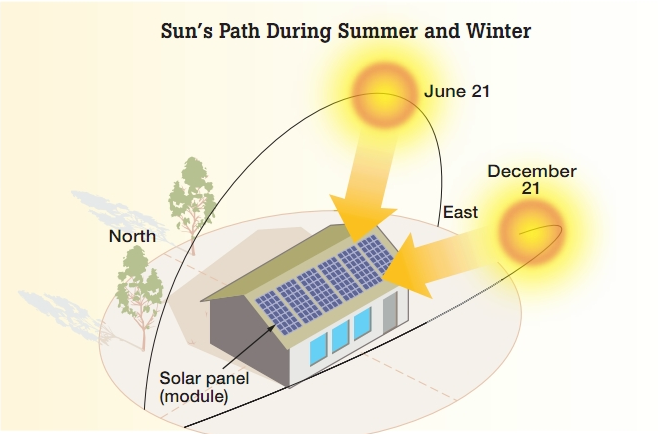 Sun's Path During Summer and Winter
June 21
December
21
East
North
Solar panel
(module)